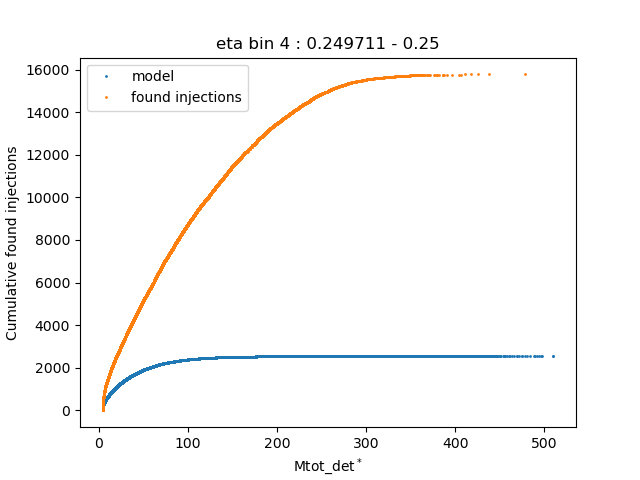 eta bin 4 : 0.249711 - 0.25
model
found injections
Cumulative found injections
16000
14000
12000
10000
8000
6000
4000
2000
0
0 100 200 300 400 500
Mtot_det*